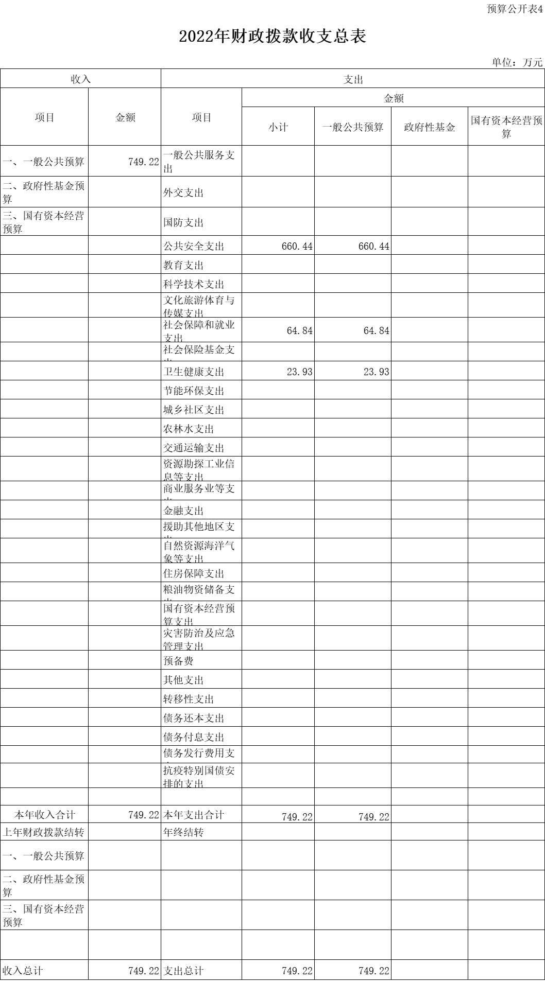 预算公开表4
2022年财政拨款收支总表
单位：万元
收入 支出
项目 金额 项目 金额
小计 一般公共预算 政府性基金 国有资本经营预
算
一、一般公共预算 749.22 一般公共服务支
出
二、政府性基金预
算 外交支出
三、国有资本经营
预算 国防支出
公共安全支出 660.44 660.44
教育支出
科学技术支出
文化旅游体育与
传媒支出
社会保障和就业
支出 64.84 64.84
社会保险基金支
卫生健康支出 23.93 23.93
节能环保支出
城乡社区支出
农林水支出
交通运输支出
资源勘探工业信
息等支出
商业服务业等支
金融支出
援助其他地区支
自然资源海洋气
象等支出
住房保障支出
粮油物资储备支
国有资本经营预
算支出
灾害防治及应急
管理支出
预备费
其他支出
转移性支出
债务还本支出
债务付息支出
债务发行费用支
抗疫特别国债安
排的支出
本年收入合计 749.22 本年支出合计 749.22 749.22
上年财政拨款结转 年终结转
一、一般公共预算
二、政府性基金预
算
三、国有资本经营
预算
收入总计 749.22 支出总计 749.22 749.22